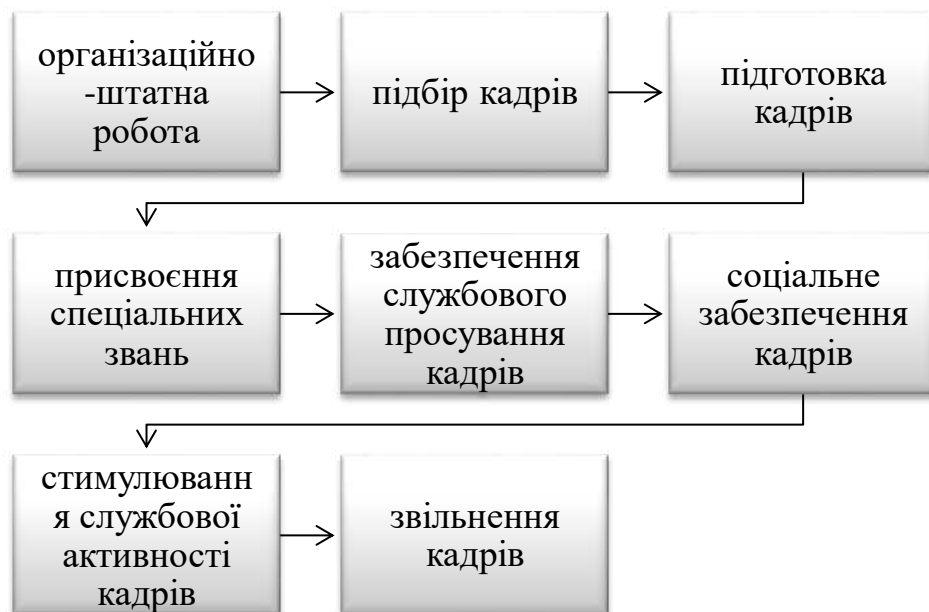 організаційно
-штатна
робота
підбір кадрів
підготовка
кадрів
присвоєння
спеціальних
звань
забезпечення
службового
просування
кадрів
соціальне
забезпечення
кадрів
стимулюванн
я службової
активності
кадрів
звільнення
кадрів